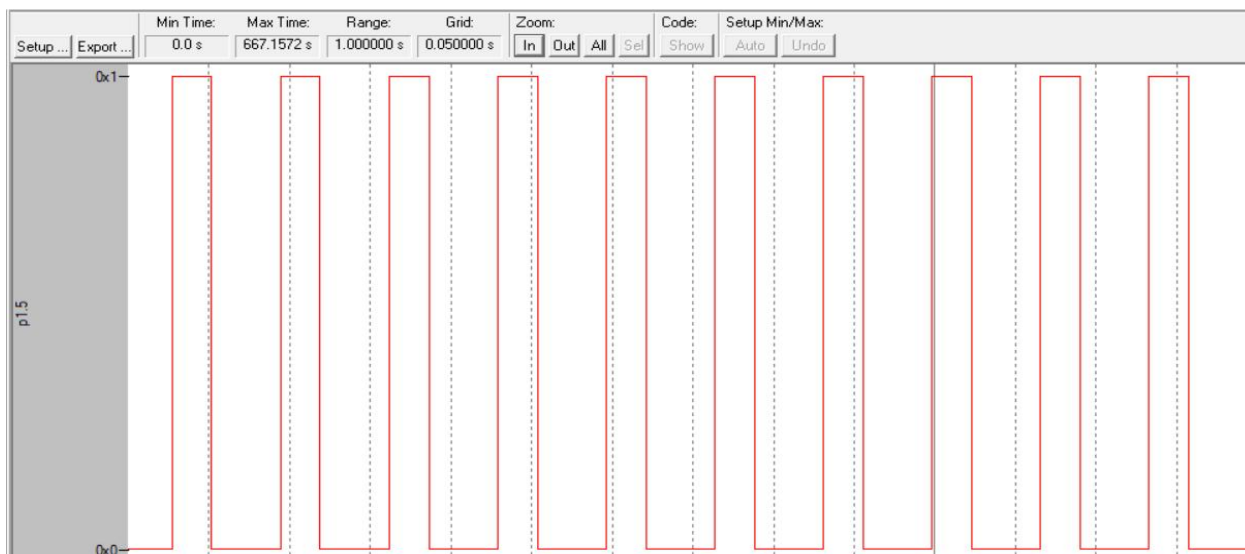 Min Time: Max Time: Range: Grid: Zoom: Code: Setup Min/Max:
Setup ... Export ... 0.0 s 667.1572 s 1.000000 s 0.050000 s In Out All Sel Show Auto Undo
0x1
p1.5
0x0